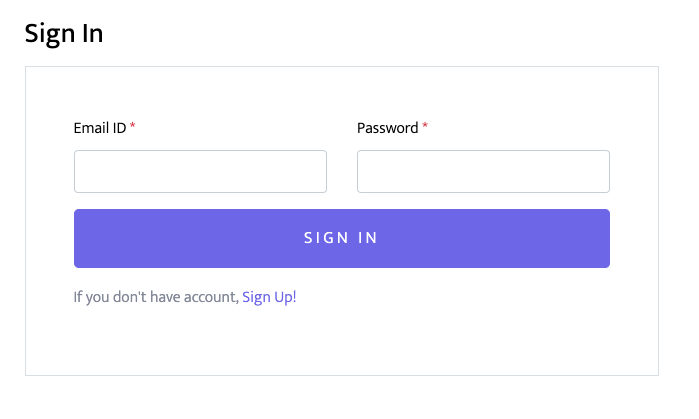 Sign In
Email ID *
Password *
SIGN IN
If you don't have account, Sign Up!